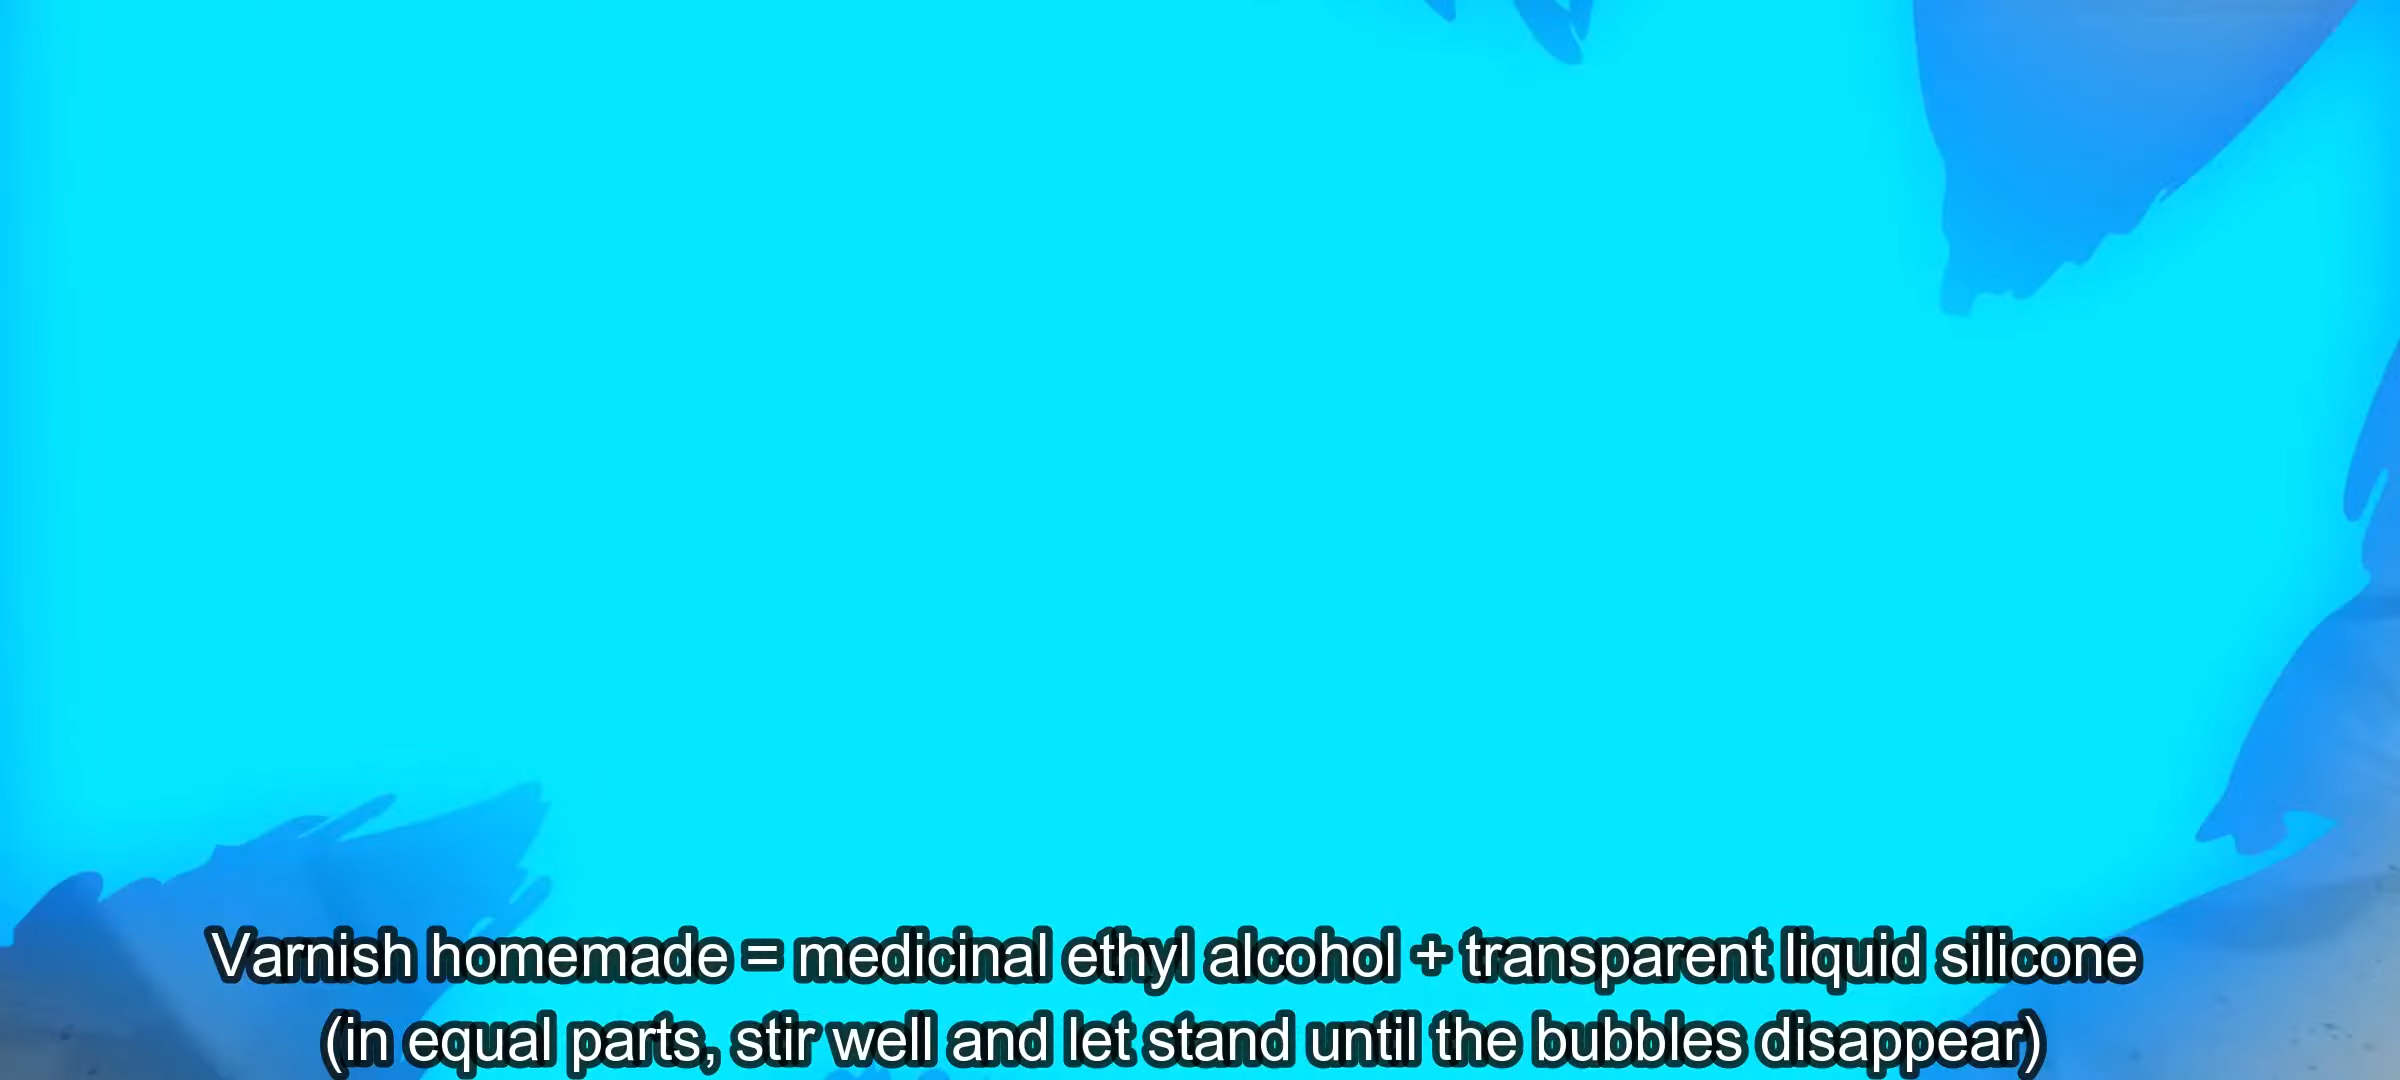 Varnish homemade = medicinal ethyl alcohol + transparent liquid silicone
(in equal parts, stir well and let stand until the bubbles disappear)